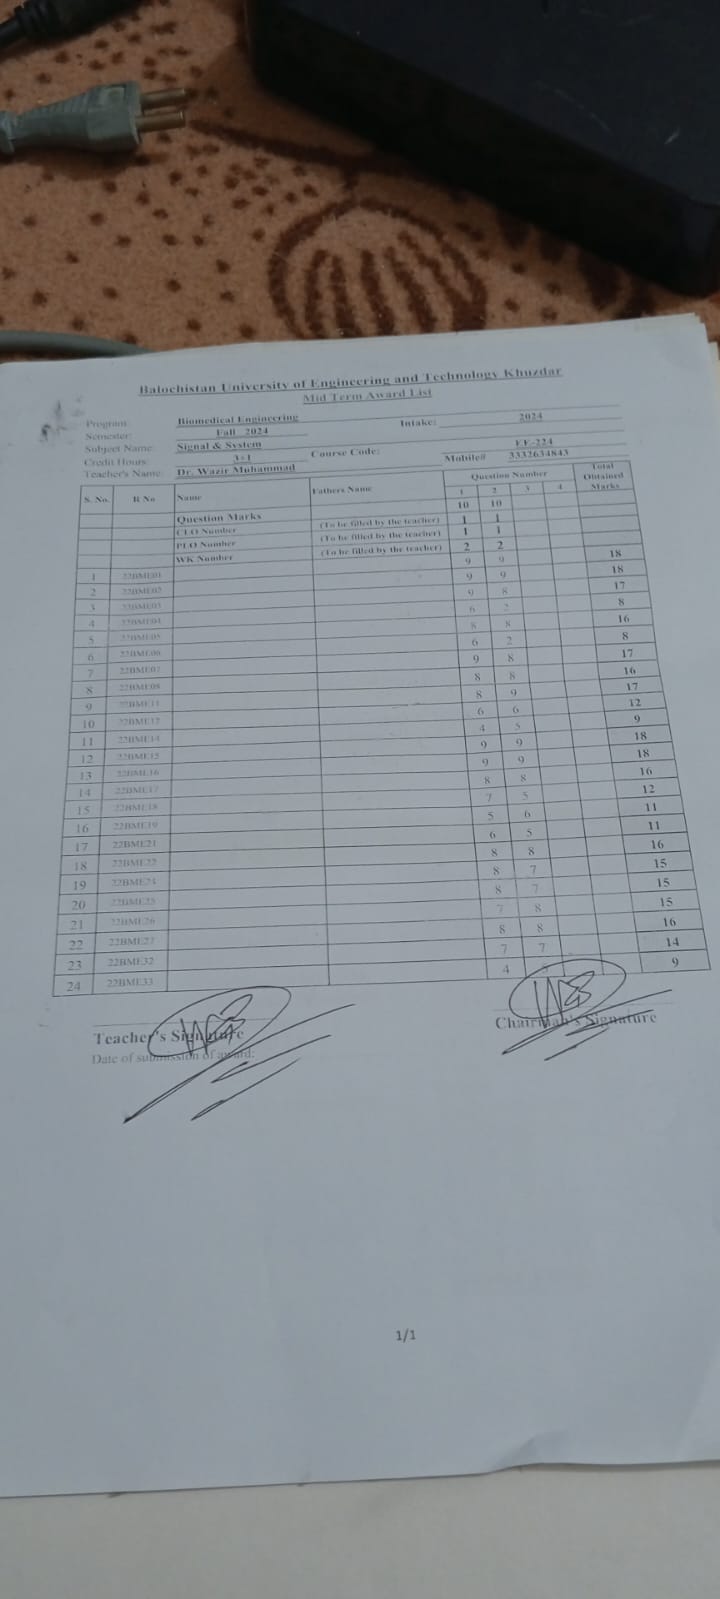 Balochistan University of Engineering and Technology Khuzdar
Mid Term Award List
Program: Biomedical Engineering Intake: 2024
Semester: Fall 2024
Subject Name: Signal & System Course Code: EE-224
Credit Hours: 3+1 Mobile# 3332634843
Teacher's Name: Dr. Wazir Muhammad
S. No. R No Name Fathers Name Question Number Total Obtained Marks
1 2 3 4
Question Marks 10 10
CLO Number (To be filled by the teacher) 1 1
PLO Number (To be filled by the teacher) 1 1
WK Number (To be filled by the teacher) 2 2
1 22BME01 9 9 18
2 22BME02 9 9 18
3 22BME03 9 8 17
4 22BME04 6 2 8
5 22BME05 8 8 16
6 22BME06 6 2 8
7 22BME07 9 8 17
8 22BME08 8 8 16
9 22BME11 8 9 17
10 22BME12 6 6 12
11 22BME14 4 5 9
12 22BME15 9 9 18
13 22BME16 9 9 18
14 22BME17 8 8 16
15 22BME18 7 5 12
16 22BME19 5 6 11
17 22BME21 6 5 11
18 22BME22 8 8 16
19 22BME24 8 7 15
20 22BME25 8 7 15
21 22BME26 7 8 15
22 22BME27 8 8 16
23 22BME32 7 7 14
24 22BME33 4 5 9
Teacher's Signature Chairman's Signature
Date of submission of award:
1/1